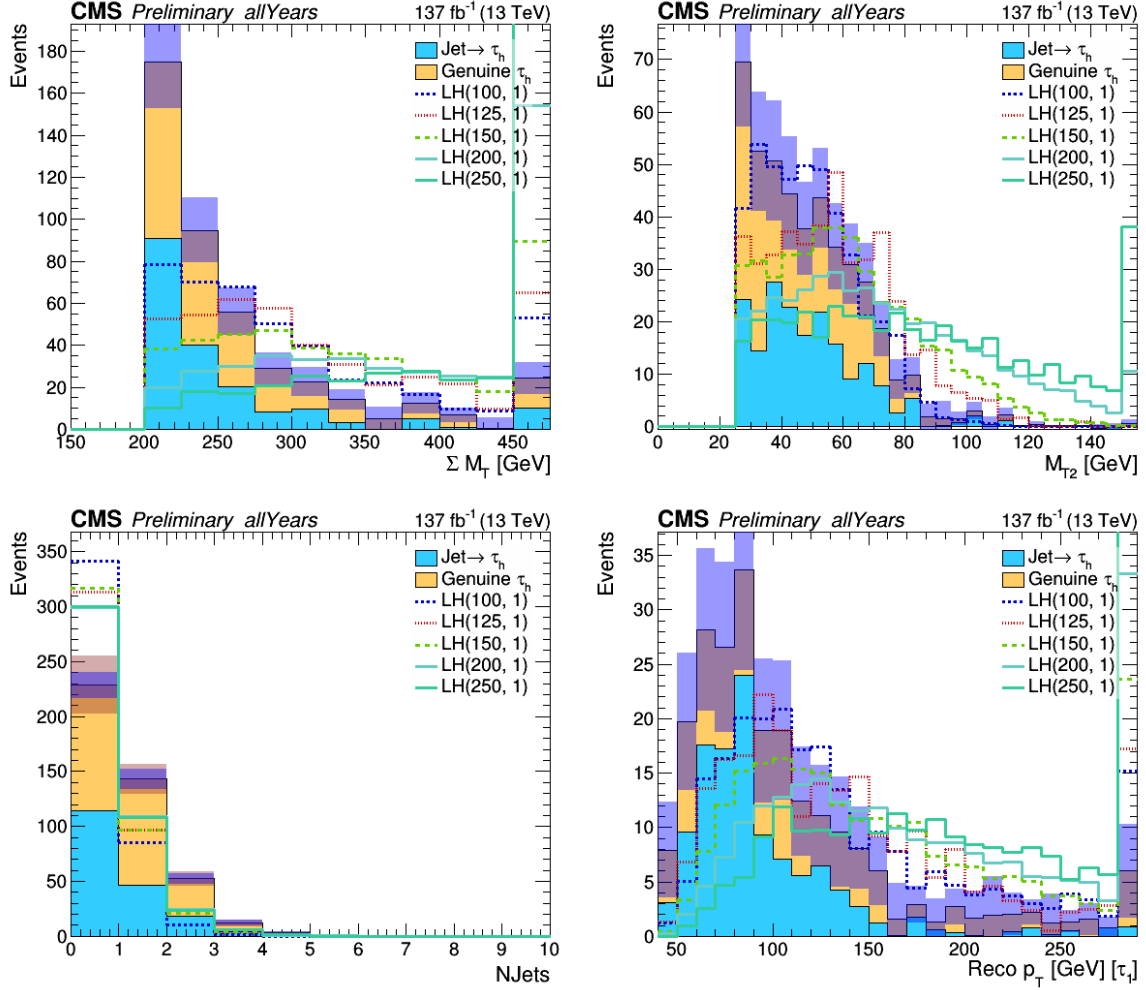 CMS Preliminary allYears 137 fb⁻¹ (13 TeV)
Events
180
160
140
120
100
80
60
40
20
0
Jet→ τh
Genuine τh
LH(100, 1)
LH(125, 1)
LH(150, 1)
LH(200, 1)
LH(250, 1)
150 200 250 300 350 400 450
Σ MT [GeV]
CMS Preliminary allYears 137 fb⁻¹ (13 TeV)
Events
70
60
50
40
30
20
10
0
Jet→ τh
Genuine τh
LH(100, 1)
LH(125, 1)
LH(150, 1)
LH(200, 1)
LH(250, 1)
0 20 40 60 80 100 120 140
MT2 [GeV]
CMS Preliminary allYears 137 fb⁻¹ (13 TeV)
Events
350
300
250
200
150
100
50
0
Jet→ τh
Genuine τh
LH(100, 1)
LH(125, 1)
LH(150, 1)
LH(200, 1)
LH(250, 1)
0 1 2 3 4 5 6 7 8 9 10
NJets
CMS Preliminary allYears 137 fb⁻¹ (13 TeV)
Events
35
30
25
20
15
10
5
0
Jet→ τh
Genuine τh
LH(100, 1)
LH(125, 1)
LH(150, 1)
LH(200, 1)
LH(250, 1)
50 100 150 200 250
Reco pT [GeV] [τ1]